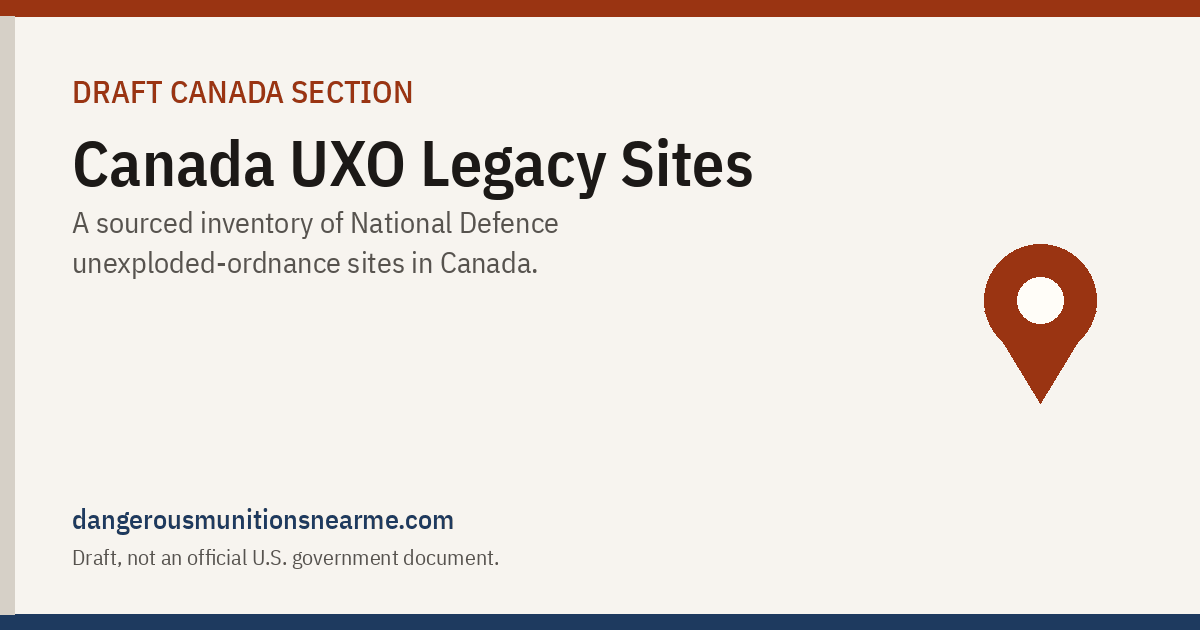 DRAFT CANADA SECTION
Canada UXO Legacy Sites
A sourced inventory of National Defence
unexploded-ordnance sites in Canada.
dangerousmunitionsnearme.com
Draft, not an official U.S. government document.